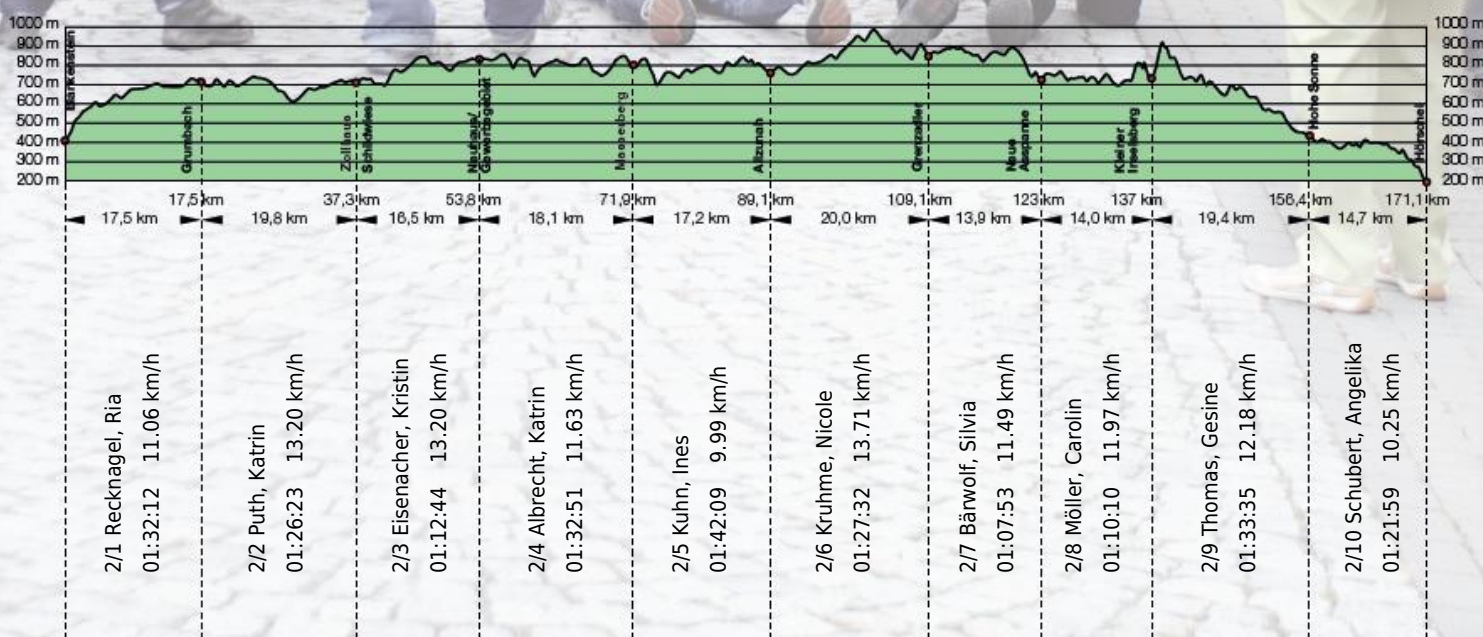 1000 m
900 m
800 m
700 m
600 m
500 m
400 m
300 m
200 m
1000 m
900 m
800 m
700 m
600 m
500 m
400 m
300 m
200 m
Blankenstein
Grumbach
Zollhaus
Schildwiese
Neuhaus/
Masserberg
Allzunah
Grenzadler
Neue
Ausspanne
Kleiner
Inselsberg
Hohe Sonne
Hörschel
17,5 km
37,3 km
53,8 km
71,9 km
89,1 km
109,1 km
123 km
137 km
156,4 km
171,1 km
17,5 km
19,8 km
16,5 km
18,1 km
17,2 km
20,0 km
13,9 km
14,0 km
19,4 km
14,7 km
2/1 Recknagel, Ria
01:32:12 11.06 km/h
2/2 Puth, Katrin
01:26:23 13.20 km/h
2/3 Eisenacher, Kristin
01:12:44 13.20 km/h
2/4 Albrecht, Katrin
01:32:51 11.63 km/h
2/5 Kuhn, Ines
01:42:09 9.99 km/h
2/6 Kruhme, Nicole
01:27:32 13.71 km/h
2/7 Bärwolf, Silvia
01:07:53 11.49 km/h
2/8 Möller, Carolin
01:10:10 11.97 km/h
2/9 Thomas, Gesine
01:33:35 12.18 km/h
2/10 Schubert, Angelika
01:21:59 10.25 km/h